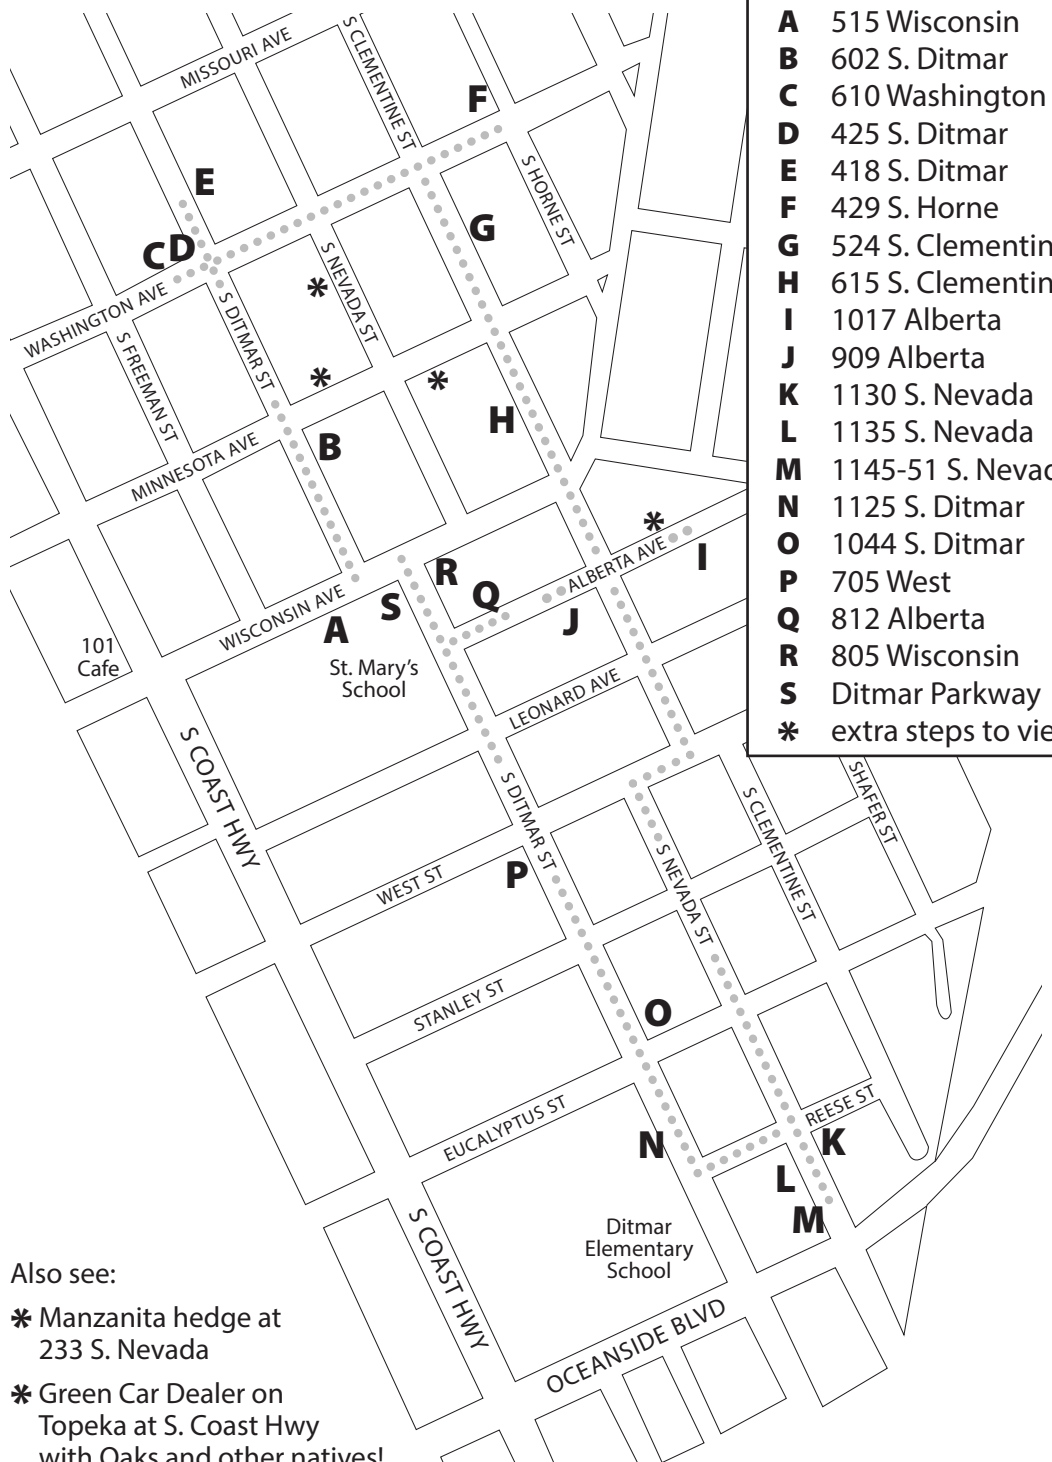 A 515 Wisconsin
B 602 S. Ditmar
C 610 Washington
D 425 S. Ditmar
E 418 S. Ditmar
F 429 S. Horne
G 524 S. Clementin
H 615 S. Clementin
I 1017 Alberta
J 909 Alberta
K 1130 S. Nevada
L 1135 S. Nevada
M 1145-51 S. Nevad
N 1125 S. Ditmar
O 1044 S. Ditmar
P 705 West
Q 812 Alberta
R 805 Wisconsin
S Ditmar Parkway
* extra steps to vie
MISSOURI AVE
S CLEMENTINE ST
F
E
S HORNE ST
G
C D
S NEVADA ST
*
WASHINGTON AVE
S DITMAR ST
S FREEMAN ST
*
*
H
B
MINNESOTA AVE
*
ALBERTA AVE
I
R
Q
S
J
WISCONSIN AVE
A
101
Cafe
St. Mary's
School
LEONARD AVE
S COAST HWY
S DITMAR ST
S CLEMENTINE ST
SHAFER ST
WEST ST
P
S NEVADA ST
STANLEY ST
O
EUCALYPTUS ST
REESE ST
N
K
L
M
S COAST HWY
Ditmar
Elementary
School
OCEANSIDE BLVD
Also see:
* Manzanita hedge at
233 S. Nevada
* Green Car Dealer on
Topeka at S. Coast Hwy
with Oaks and other natives!